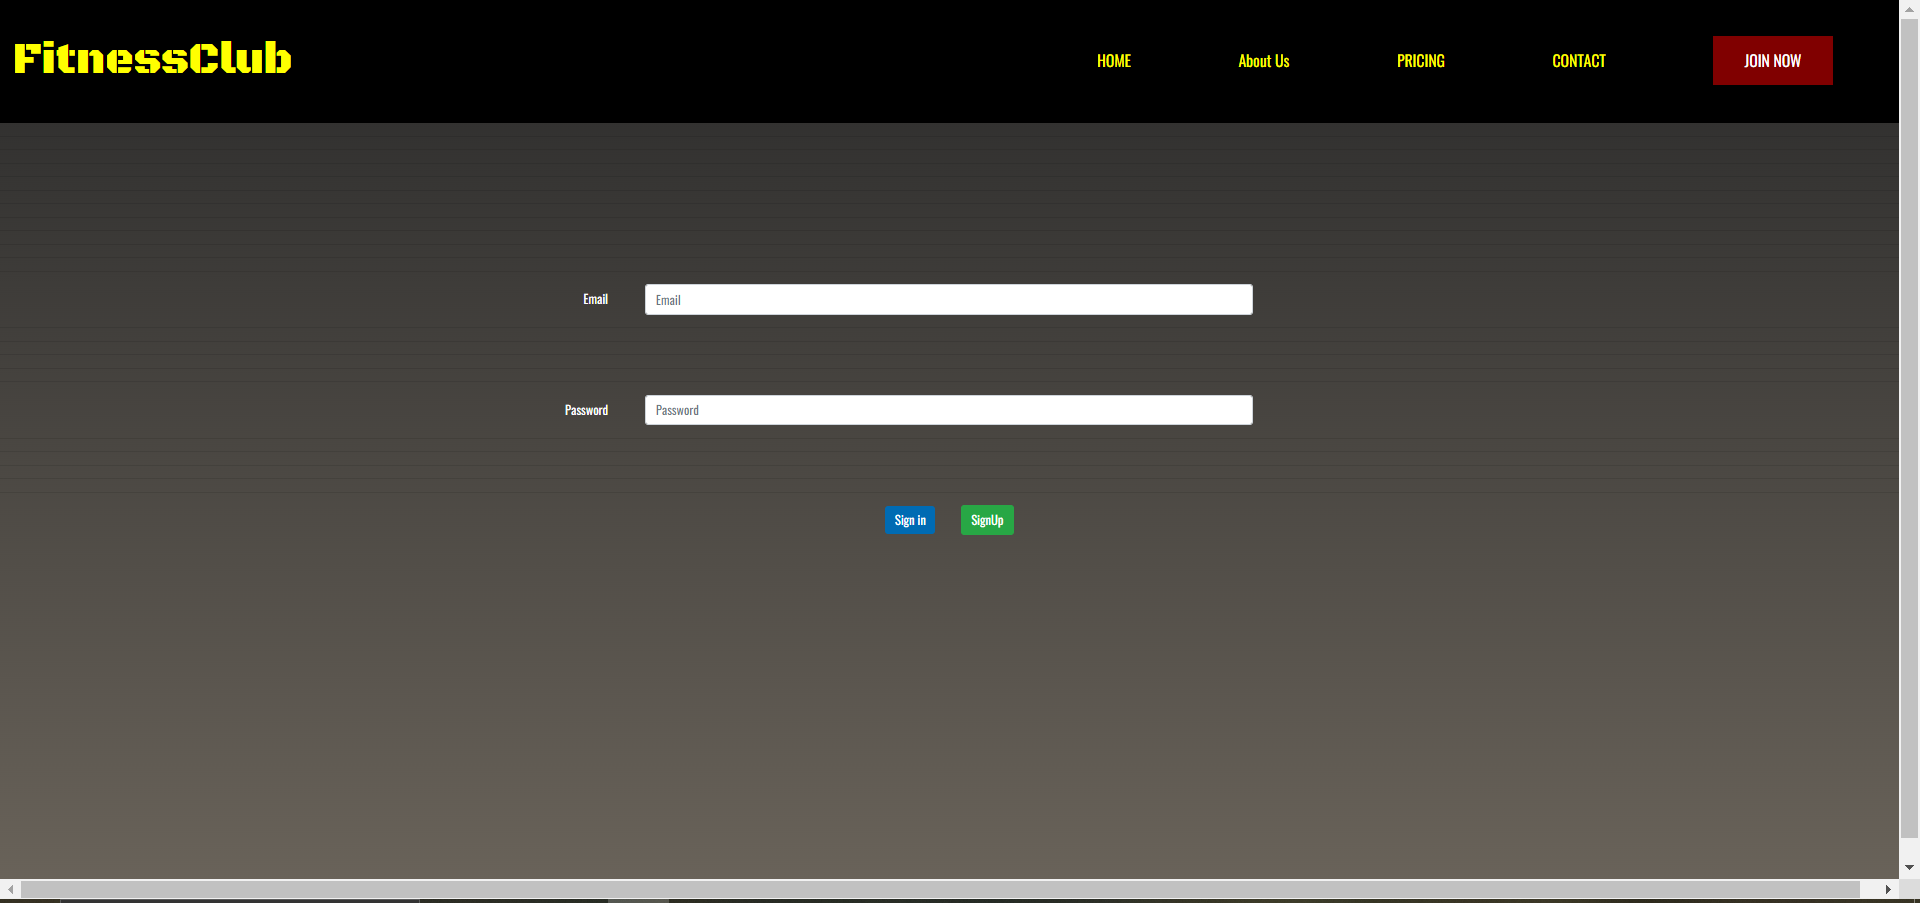 FitnessClub
HOME About Us PRICING CONTACT JOIN NOW
Email Email
Password Password
Sign in SignUp